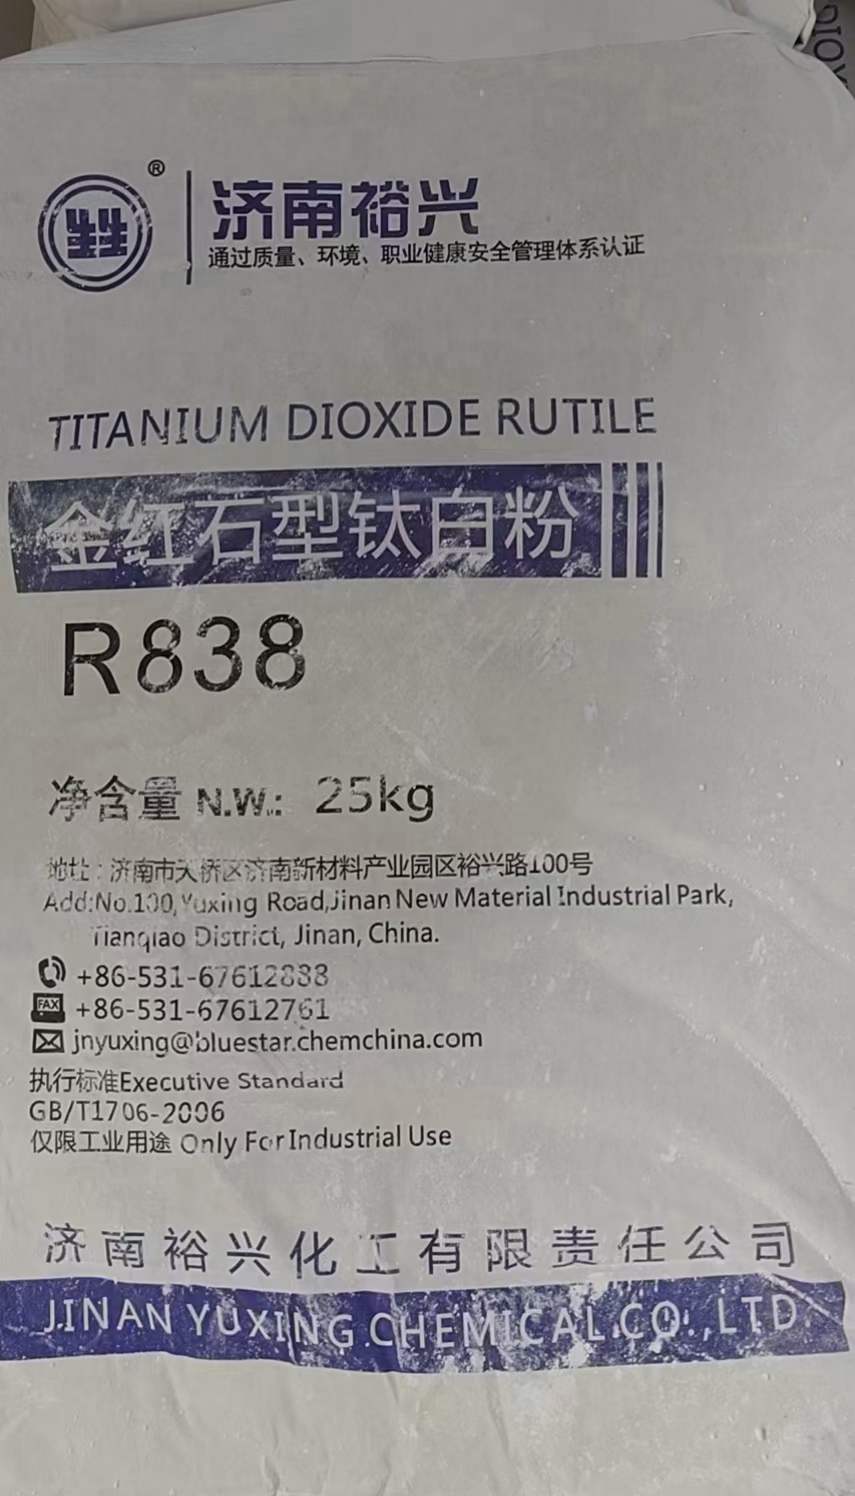 ®
济南裕兴
通过质量、环境、职业健康安全管理体系认证
TITANIUM DIOXIDE RUTILE
金红石型钛白粉
R838
净含量 N.W.: 25kg
地址：济南市天桥区济南新材料产业园区裕兴路100号
Add:No.100,Yuxing Road,Jinan New Material Industrial Park,
Tianqiao District, Jinan, China.
+86-531-67612888
FAX +86-531-67612761
jnyuxing@bluestar.chemchina.com
执行标准Executive Standard
GB/T1706-2006
仅限工业用途 Only For Industrial Use
济南裕兴化工有限责任公司
JINAN YUXING CHEMICAL CO.,LTD.